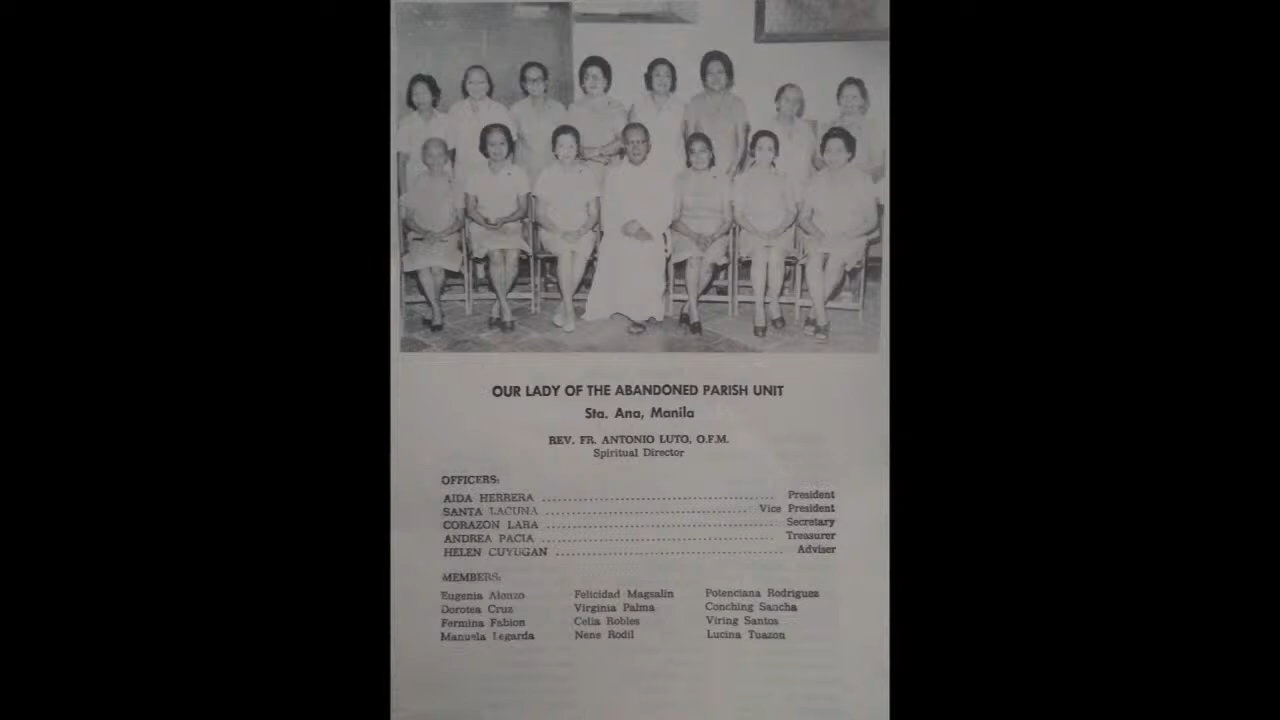 OUR LADY OF THE ABANDONED PARISH UNIT
Sta. Ana, Manila
REV. FR. ANTONIO LUTO, O.F.M.
Spiritual Director
OFFICERS:
AIDA HERRERA ........................................ President
SANTA LACUNA ........................................ Vice President
CORAZON LARA ........................................ Secretary
ANDREA PACIA ........................................ Treasurer
HELEN CUYUGAN ........................................ Adviser
MEMBERS:
Eugenia Alonzo Felicidad Magsalin Potenciana Rodriguez
Dorotea Cruz Virginia Palma Conching Sancha
Fermina Fabion Celia Robles Viring Santos
Manuela Legarda Nene Rodil Lucina Tuazon